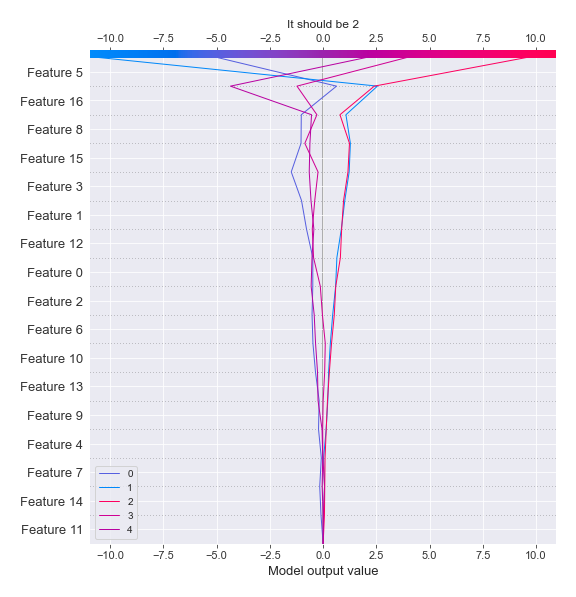 It should be 2
−10.0 −7.5 −5.0 −2.5 0.0 2.5 5.0 7.5 10.0
Feature 5
Feature 16
Feature 8
Feature 15
Feature 3
Feature 1
Feature 12
Feature 0
Feature 2
Feature 6
Feature 10
Feature 13
Feature 9
Feature 4
Feature 7
Feature 14
Feature 11
0
1
2
3
4
−10.0 −7.5 −5.0 −2.5 0.0 2.5 5.0 7.5 10.0
Model output value